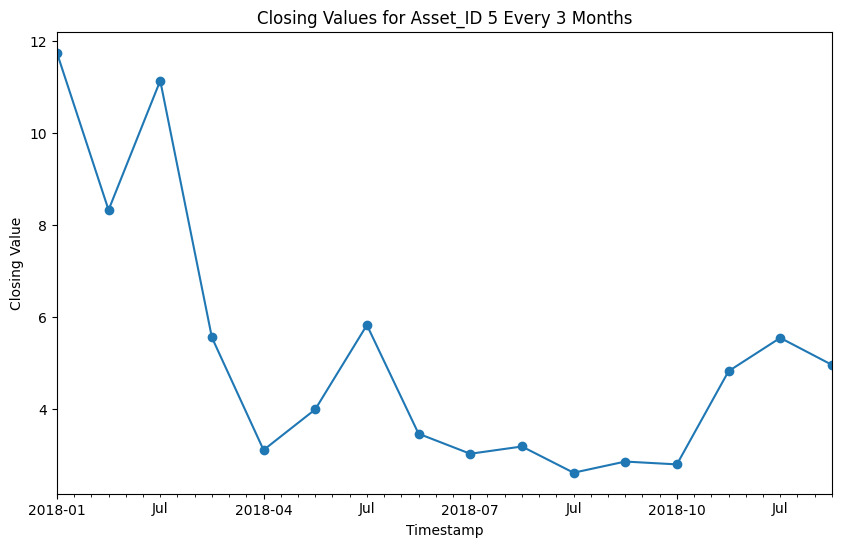 Closing Values for Asset_ID 5 Every 3 Months
12
10
8
6
4
Closing Value
2018-01 Jul 2018-04 Jul 2018-07 Jul 2018-10 Jul
Timestamp